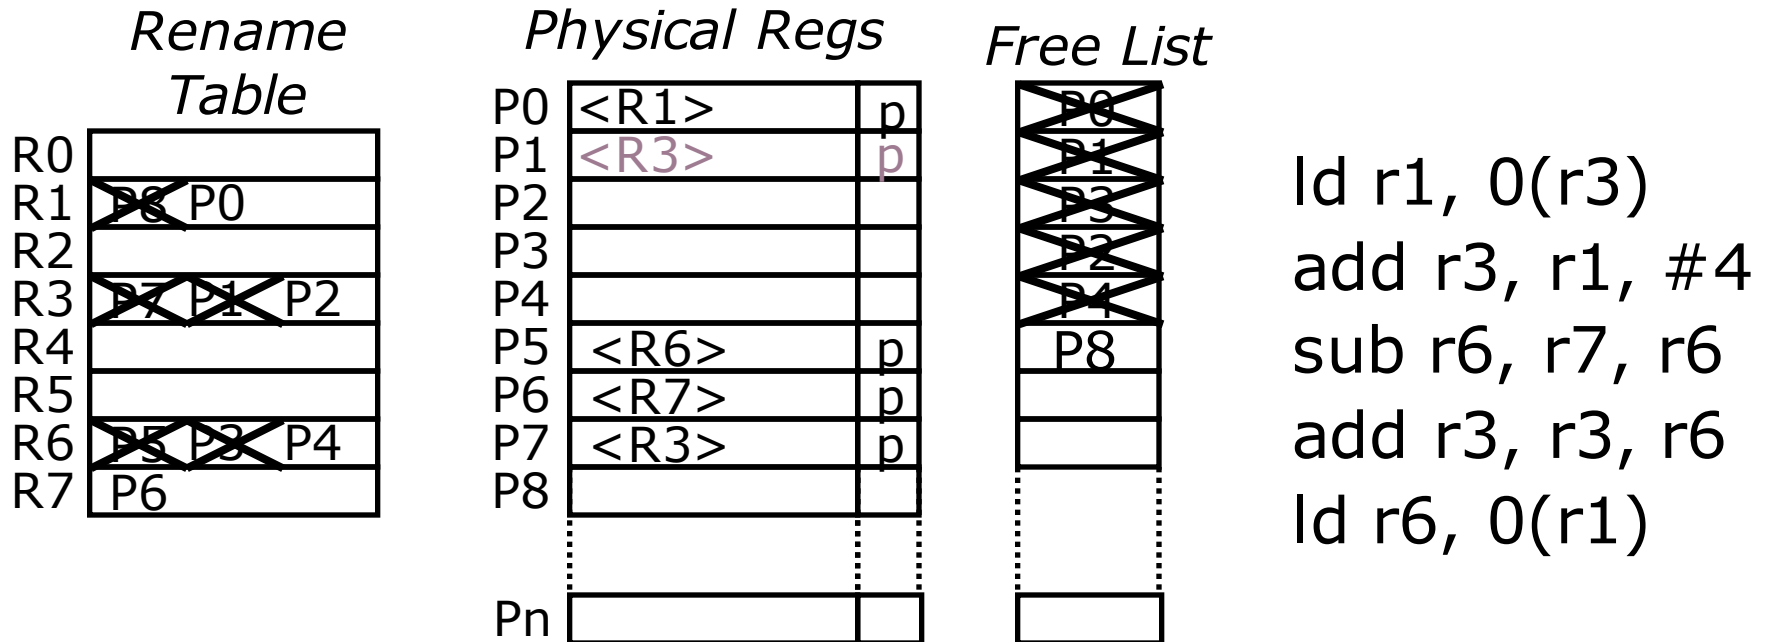 Rename
Table
R0
R1 P8 P0
R2
R3 P7 P1 P2
R4
R5
R6 P5 P3 P4
R7 P6
Physical Regs
P0 <R1> p
P1 <R3> p
P2
P3
P4
P5 <R6> p
P6 <R7> p
P7 <R3> p
P8
Pn
Free List
P0
P1
P3
P2
P4
P8
ld r1, 0(r3)
add r3, r1, #4
sub r6, r7, r6
add r3, r3, r6
ld r6, 0(r1)